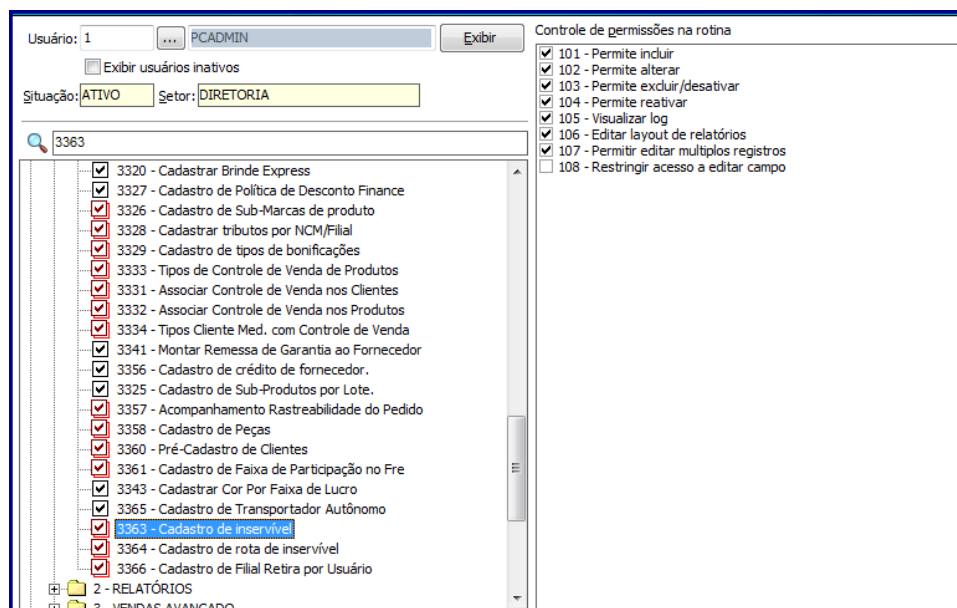 Usuário: 1 ... PCADMIN Exibir
Exibir usuários inativos
Situação: ATIVO Setor: DIRETORIA
3363
3320 - Cadastrar Brinde Express
3327 - Cadastro de Política de Desconto Finance
3326 - Cadastro de Sub-Marcas de produto
3328 - Cadastrar tributos por NCM/Filial
3329 - Cadastro de tipos de bonificações
3333 - Tipos de Controle de Venda de Produtos
3331 - Associar Controle de Venda nos Clientes
3332 - Associar Controle de Venda nos Produtos
3334 - Tipos Cliente Med. com Controle de Venda
3341 - Montar Remessa de Garantia ao Fornecedor
3356 - Cadastro de crédito de fornecedor.
3325 - Cadastro de Sub-Produtos por Lote.
3357 - Acompanhamento Rastreabilidade do Pedido
3358 - Cadastro de Peças
3360 - Pré-Cadastro de Clientes
3361 - Cadastro de Faixa de Participação no Fre
3343 - Cadastrar Cor Por Faixa de Lucro
3365 - Cadastro de Transportador Autônomo
3363 - Cadastro de inservível
3364 - Cadastro de rota de inservível
3366 - Cadastro de Filial Retira por Usuário
2 - RELATÓRIOS
3 - VENDAS AVANÇADO
Controle de permissões na rotina
101 - Permite incluir
102 - Permite alterar
103 - Permite excluir/desativar
104 - Permite reativar
105 - Visualizar log
106 - Editar layout de relatórios
107 - Permitir editar multiplos registros
108 - Restringir acesso a editar campo